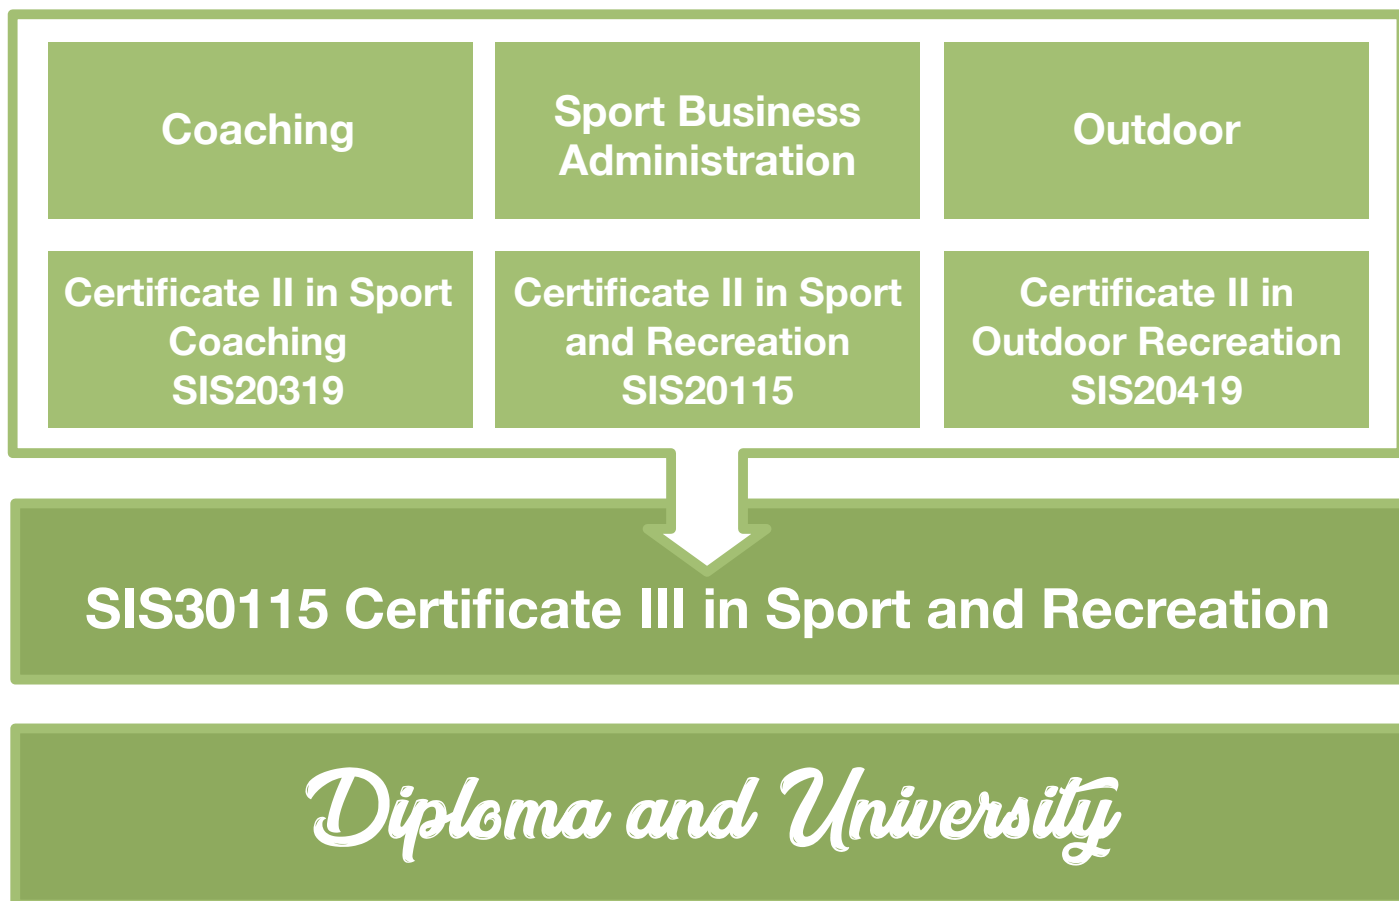 Coaching
Sport Business
Administration
Outdoor
Certificate II in Sport
Coaching
SIS20319
Certificate II in Sport
and Recreation
SIS20115
Certificate II in
Outdoor Recreation
SIS20419
SIS30115 Certificate III in Sport and Recreation
Diploma and University